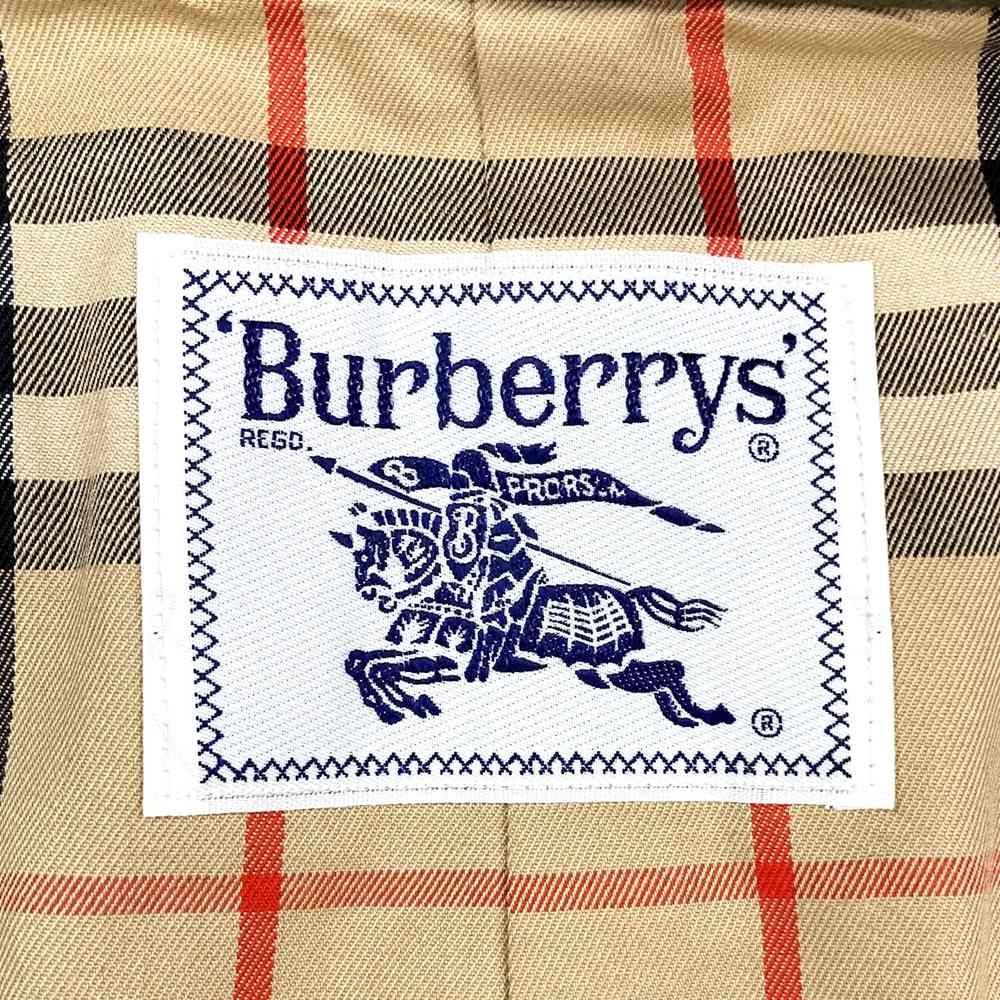 ‘Burberrys’
REGD. ®
B PRORSUM
B
®